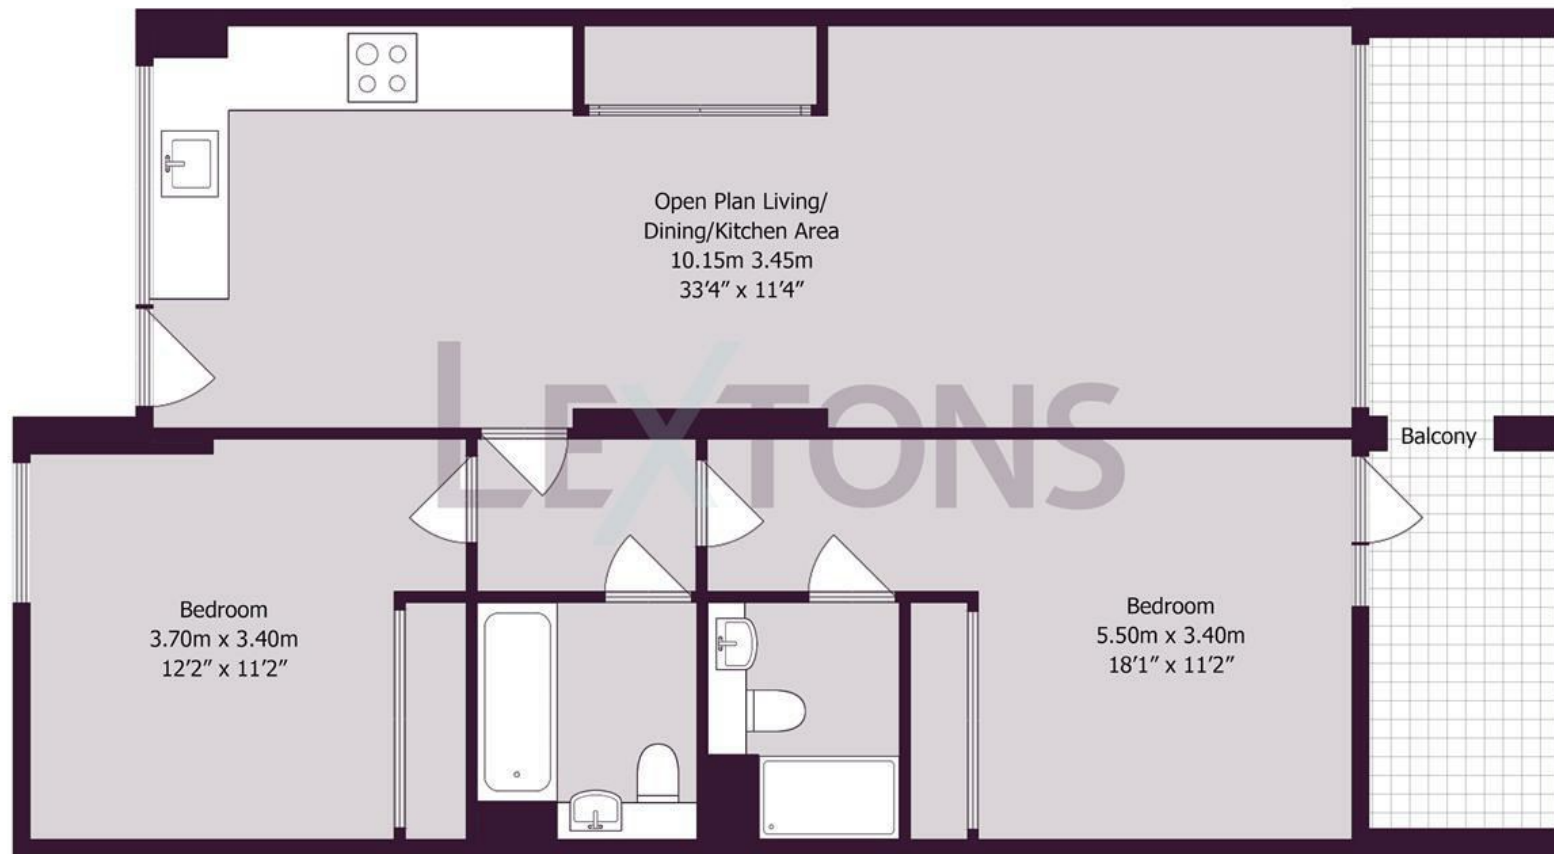 Open Plan Living/
Dining/Kitchen Area
10.15m 3.45m
33'4" x 11'4"
LEXTONS
Balcony
Bedroom
3.70m x 3.40m
12'2" x 11'2"
Bedroom
5.50m x 3.40m
18'1" x 11'2"